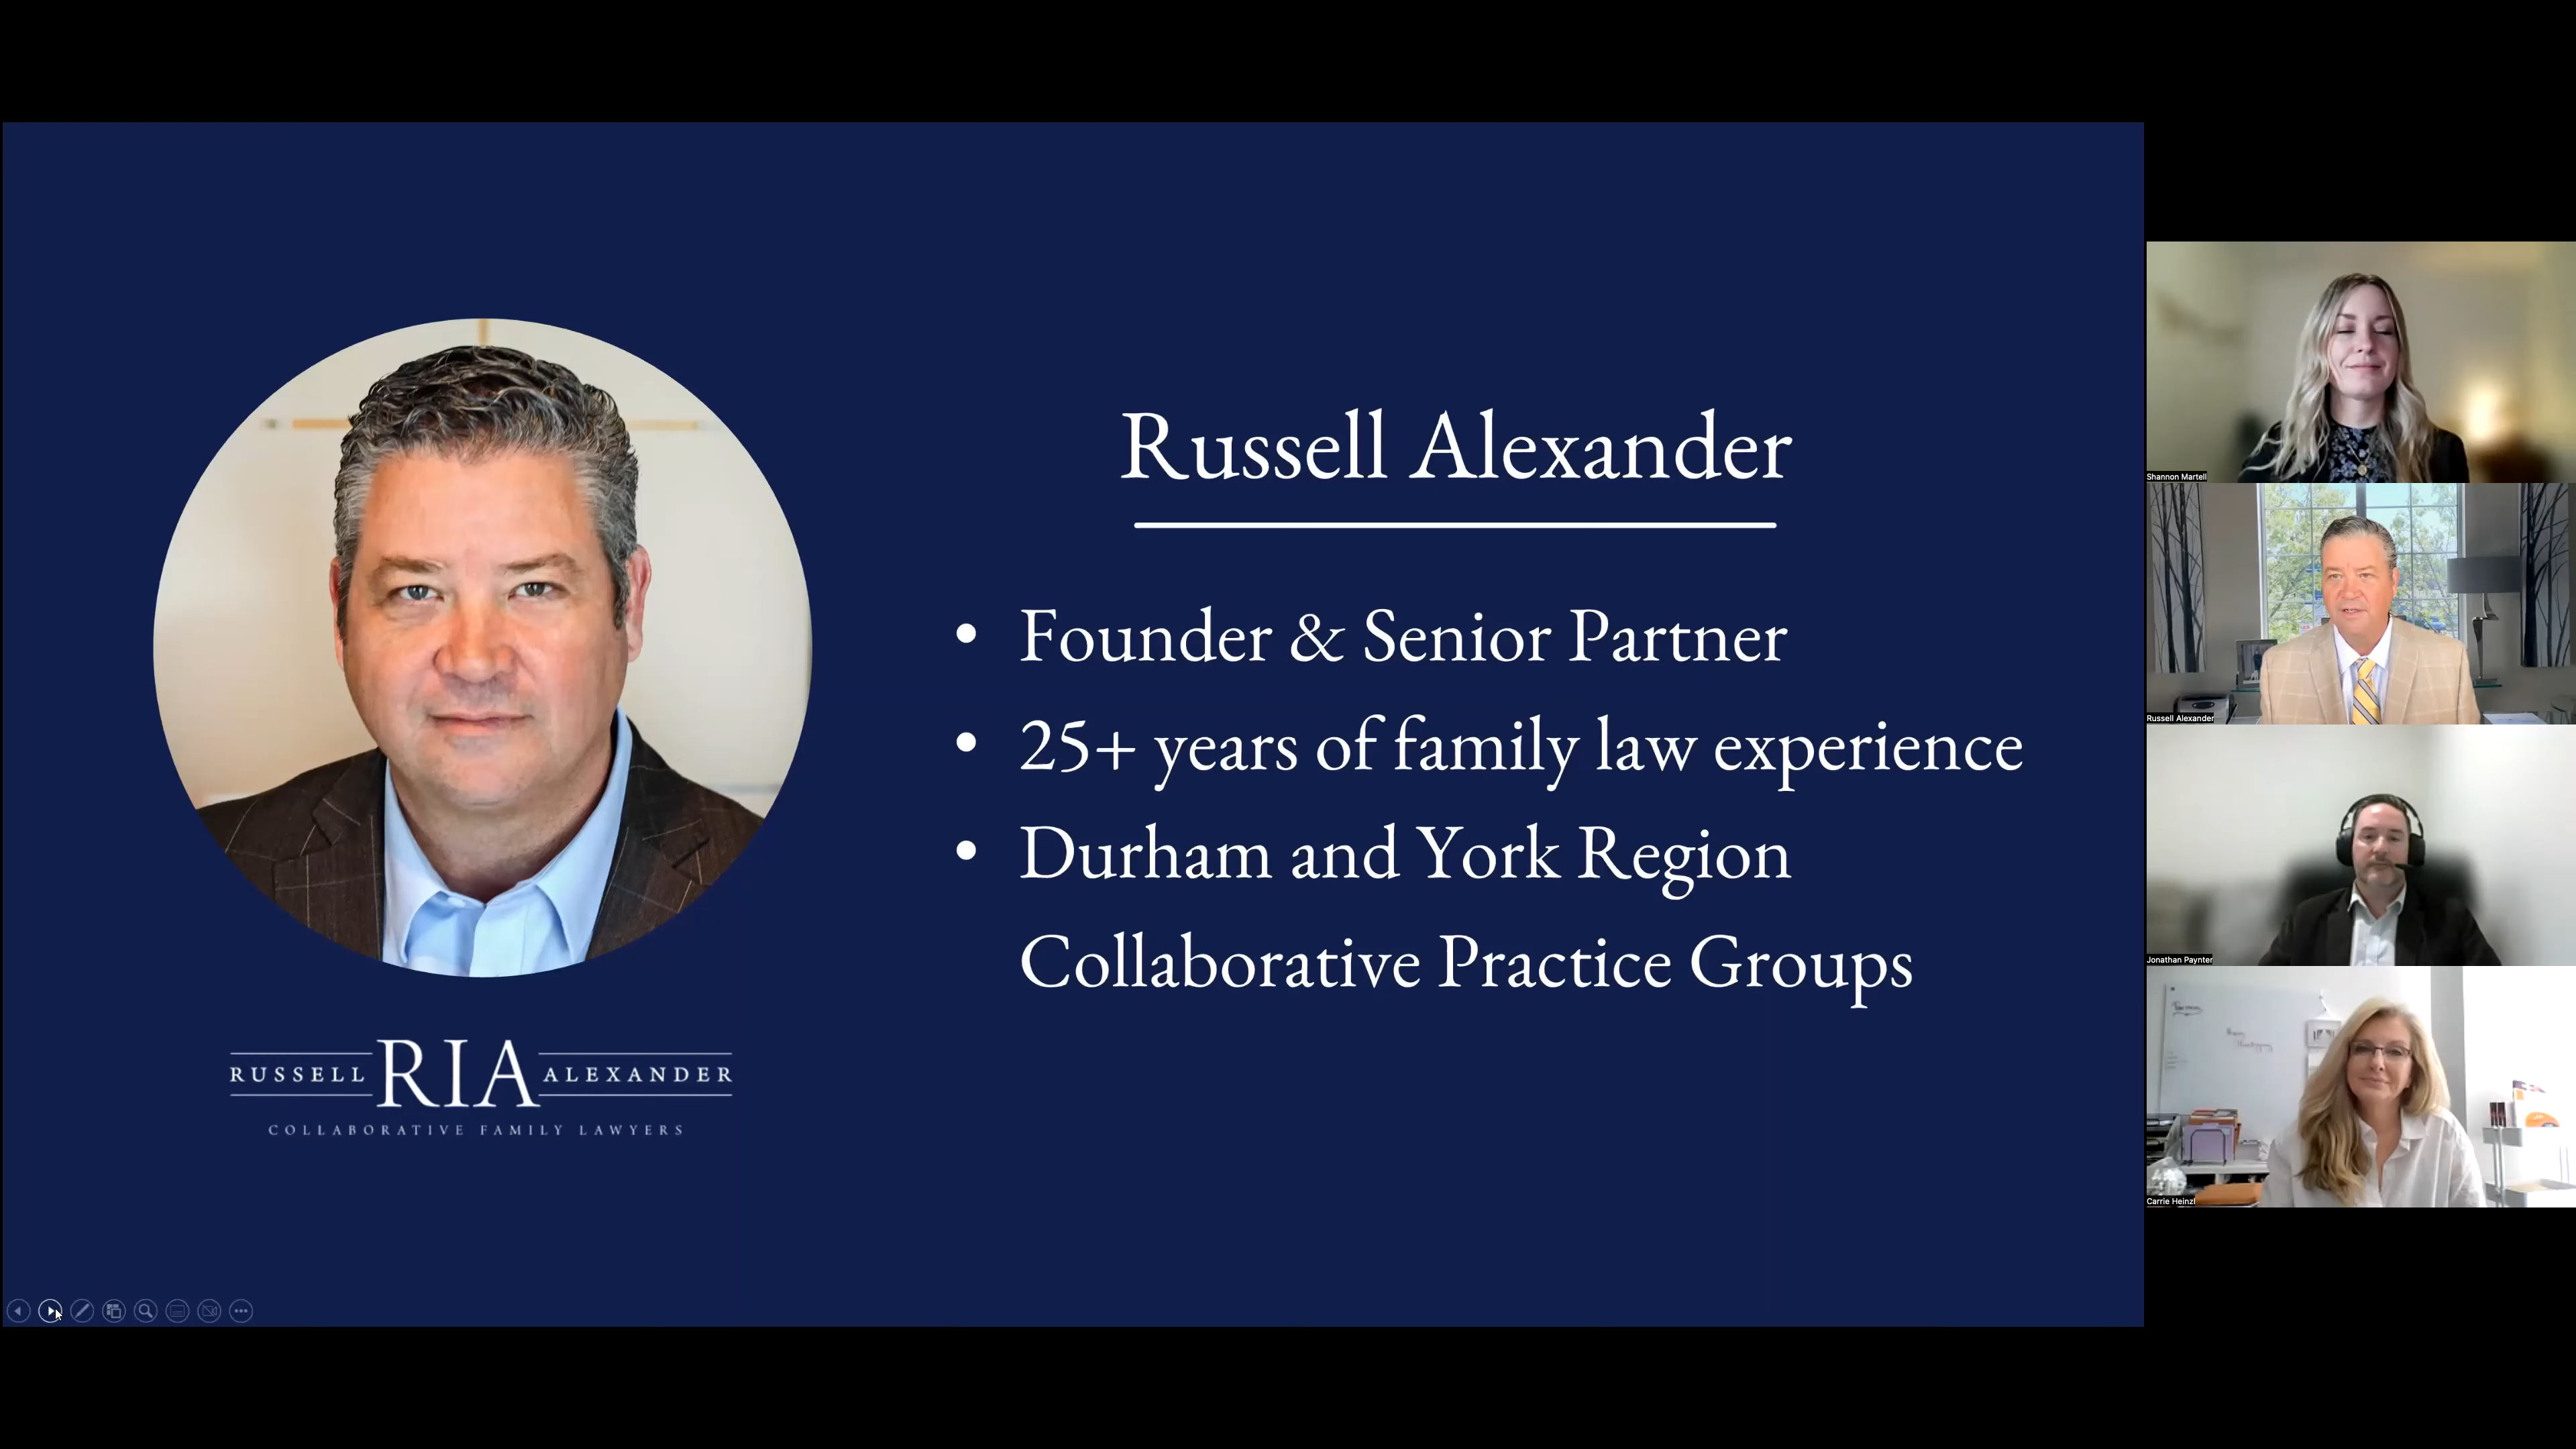 Russell Alexander
• Founder & Senior Partner
• 25+ years of family law experience
• Durham and York Region
Collaborative Practice Groups
RUSSELL RIA ALEXANDER
COLLABORATIVE FAMILY LAWYERS
Shannon Martell
Russell Alexander
Jonathan Paynter
Carrie Heinzl